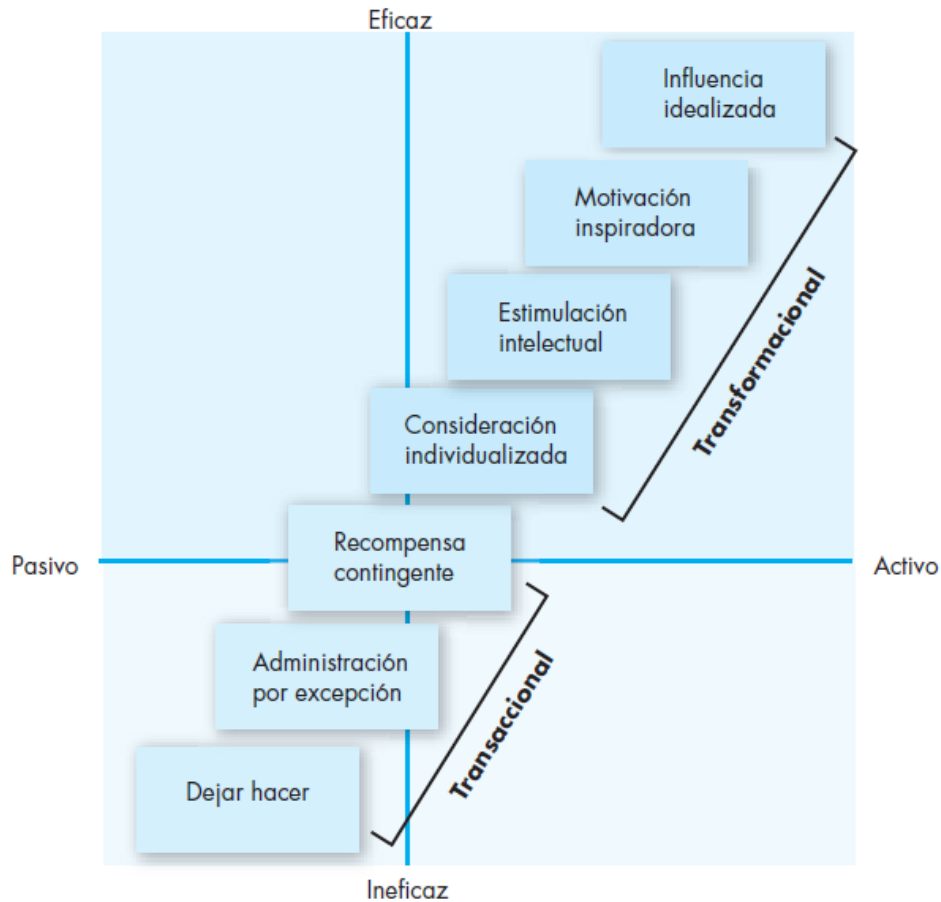 Eficaz
Influencia
idealizada
Motivación
inspiradora
Estimulación
intelectual
Transformacional
Consideración
individualizada
Recompensa
contingente
Pasivo
Activo
Administración
por excepción
Transaccional
Dejar hacer
Ineficaz